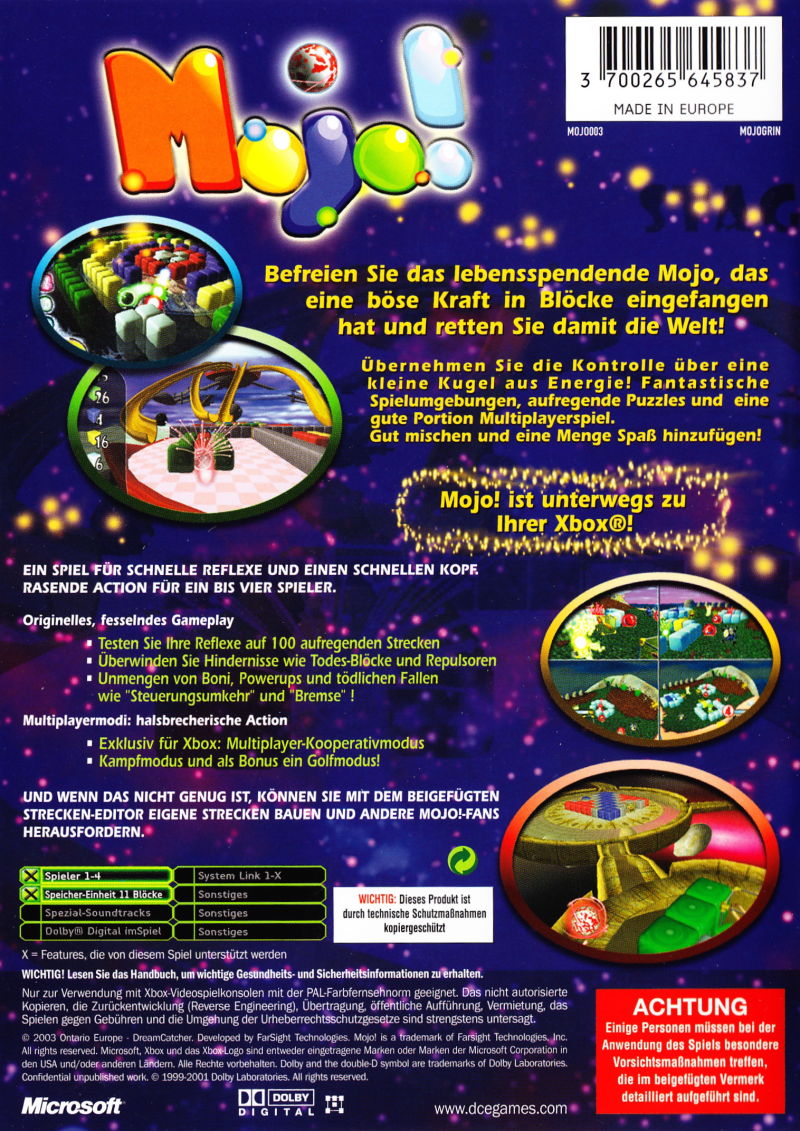 Mojo!
3 700265 645837
MADE IN EUROPE
MOJO003 MOJOGRIN
STAG
Befreien Sie das lebensspendende Mojo, das
eine böse Kraft in Blöcke eingefangen
hat und retten Sie damit die Welt!
Übernehmen Sie die Kontrolle über eine
kleine Kugel aus Energie! Fantastische
Spielumgebungen, aufregende Puzzles und eine
gute Portion Multiplayerspiel.
Gut mischen und eine Menge Spaß hinzufügen!
26
4
16
6
Mojo! ist unterwegs zu
Ihrer Xbox®!
EIN SPIEL FÜR SCHNELLE REFLEXE UND EINEN SCHNELLEN KOPF.
RASENDE ACTION FÜR EIN BIS VIER SPIELER.
Originelles, fesselndes Gameplay
▪ Testen Sie Ihre Reflexe auf 100 aufregenden Strecken
▪ Überwinden Sie Hindernisse wie Todes-Blöcke und Repulsoren
▪ Unmengen von Boni, Powerups und tödlichen Fallen
wie "Steuerungsumkehr" und "Bremse" !
Multiplayermodi: halsbrecherische Action
▪ Exklusiv für Xbox: Multiplayer-Kooperativmodus
▪ Kampfmodus und als Bonus ein Golfmodus!
UND WENN DAS NICHT GENUG IST, KÖNNEN SIE MIT DEM BEIGEFÜGTEN
STRECKEN-EDITOR EIGENE STRECKEN BAUEN UND ANDERE MOJO!-FANS
HERAUSFORDERN.
X Spieler 1-4 System Link 1-X
X Speicher-Einheit 11 Blöcke Sonstiges
Spezial-Soundtracks Sonstiges
Dolby® Digital imSpiel Sonstiges
WICHTIG: Dieses Produkt ist
durch technische Schutzmaßnahmen
kopiergeschützt
X = Features, die von diesem Spiel unterstützt werden
WICHTIG! Lesen Sie das Handbuch, um wichtige Gesundheits- und Sicherheitsinformationen zu erhalten.
Nur zur Verwendung mit Xbox-Videospielkonsolen mit der PAL-Farbfernsehnorm geeignet. Das nicht autorisierte
Kopieren, die Zurückentwicklung (Reverse Engineering), Übertragung, öffentliche Aufführung, Vermietung, das
Spielen gegen Gebühren und die Umgehung der Urheberrechtsschutzgesetze sind strengstens untersagt.
© 2003 Ontario Europe - DreamCatcher. Developed by FarSight Technologies. Mojo! is a trademark of Farsight Technologies, Inc.
All rights reserved. Microsoft, Xbox und das Xbox-Logo sind entweder eingetragene Marken oder Marken der Microsoft Corporation in
den USA und/oder anderen Ländern. Alle Rechte vorbehalten. Dolby and the double-D symbol are trademarks of Dolby Laboratories.
Confidential unpublished work. © 1999-2001 Dolby Laboratories. All rights reserved.
ACHTUNG
Einige Personen müssen bei der
Anwendung des Spiels besondere
Vorsichtsmaßnahmen treffen,
die im beigefügten Vermerk
detailliert aufgeführt sind.
Microsoft
DOLBY
DIGITAL
www.dcegames.com